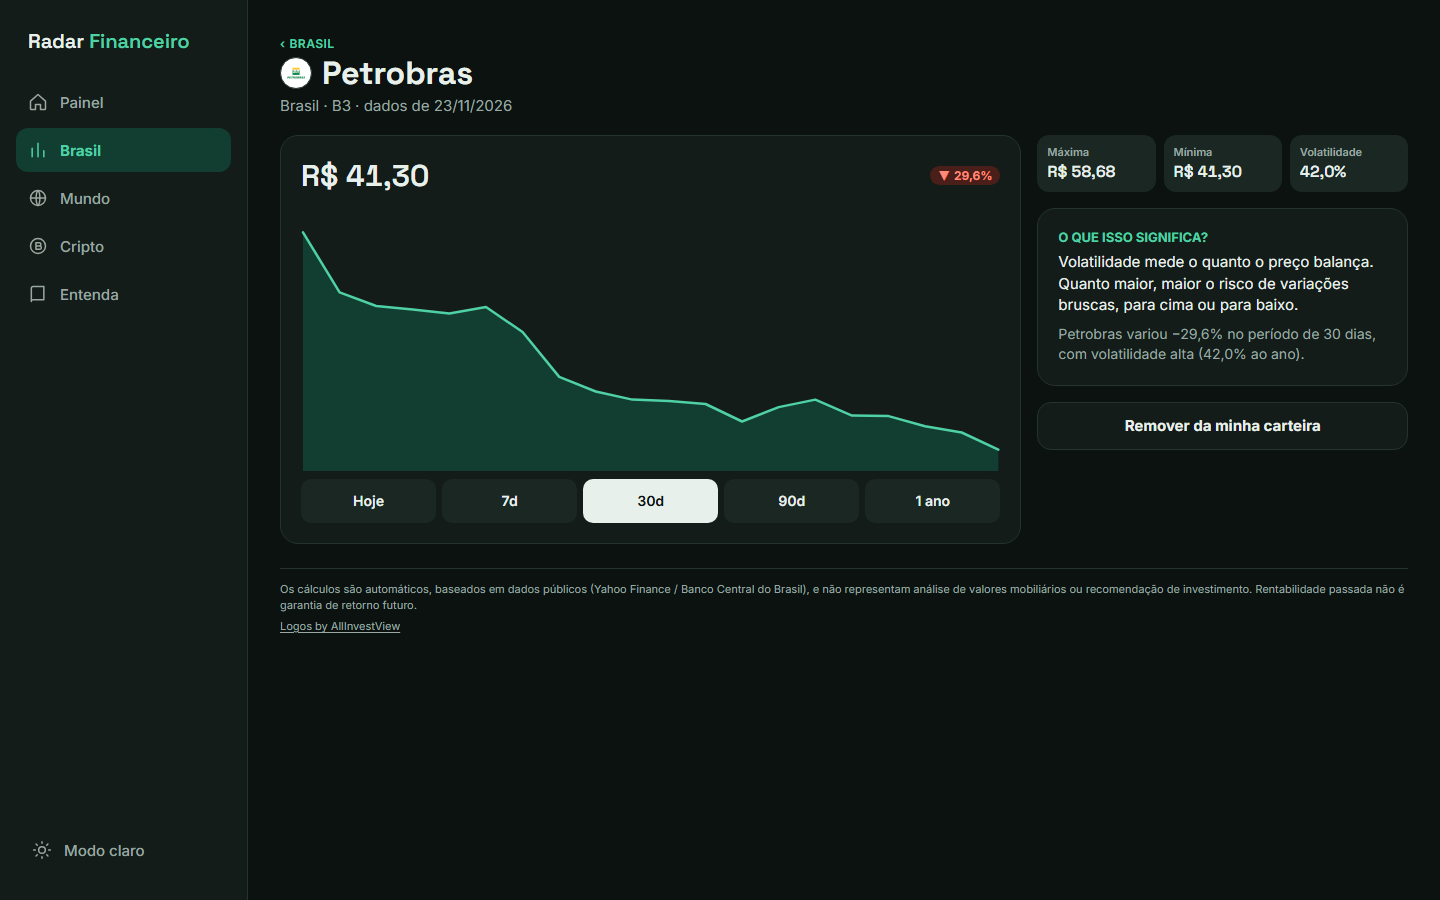 Radar Financeiro
Painel
Brasil
Mundo
Cripto
Entenda
Modo claro
‹ BRASIL
Petrobras
Brasil · B3 · dados de 23/11/2026
R$ 41,30
▼ 29,6%
Hoje
7d
30d
90d
1 ano
Máxima
R$ 58,68
Mínima
R$ 41,30
Volatilidade
42,0%
O QUE ISSO SIGNIFICA?
Volatilidade mede o quanto o preço balança.
Quanto maior, maior o risco de variações
bruscas, para cima ou para baixo.
Petrobras variou −29,6% no período de 30 dias,
com volatilidade alta (42,0% ao ano).
Remover da minha carteira
Os cálculos são automáticos, baseados em dados públicos (Yahoo Finance / Banco Central do Brasil), e não representam análise de valores mobiliários ou recomendação de investimento. Rentabilidade passada não é
garantia de retorno futuro.
Logos by AllInvestView